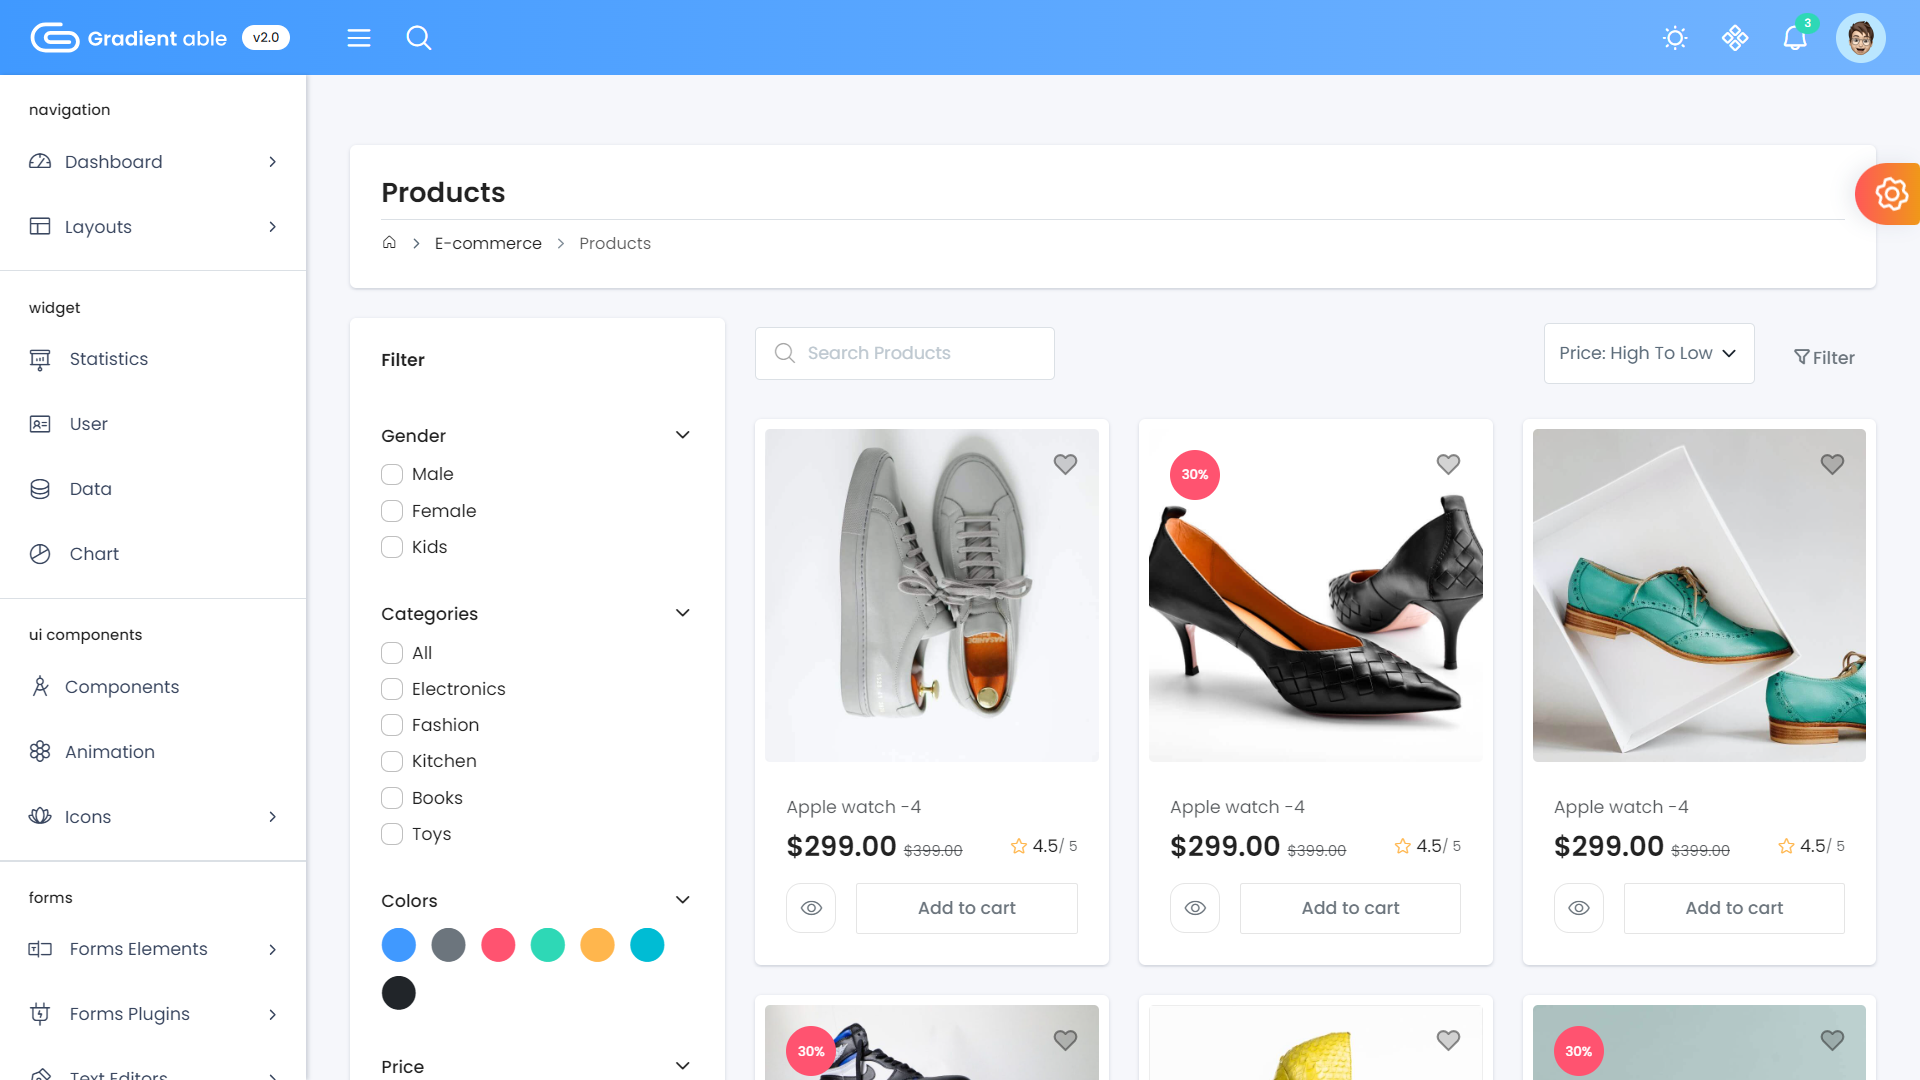 Gradient able v2.0
3
navigation
Dashboard
Layouts
widget
Statistics
User
Data
Chart
ui components
Components
Animation
Icons
forms
Forms Elements
Forms Plugins
Text Editors
Products
E-commerce
Products
Filter
Gender
Male
Female
Kids
Categories
All
Electronics
Fashion
Kitchen
Books
Toys
Colors
Price
Search Products
Price: High To Low
Filter
Apple watch -4
$299.00 $399.00 4.5/ 5
Add to cart
30%
Apple watch -4
$299.00 $399.00 4.5/ 5
Add to cart
Apple watch -4
$299.00 $399.00 4.5/ 5
Add to cart
30%
30%